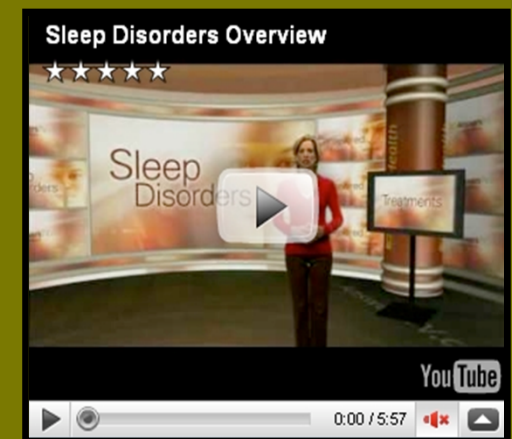 Sleep Disorders Overview
Sleep
Disorders
Treatments
YouTube
0:00 / 5:57